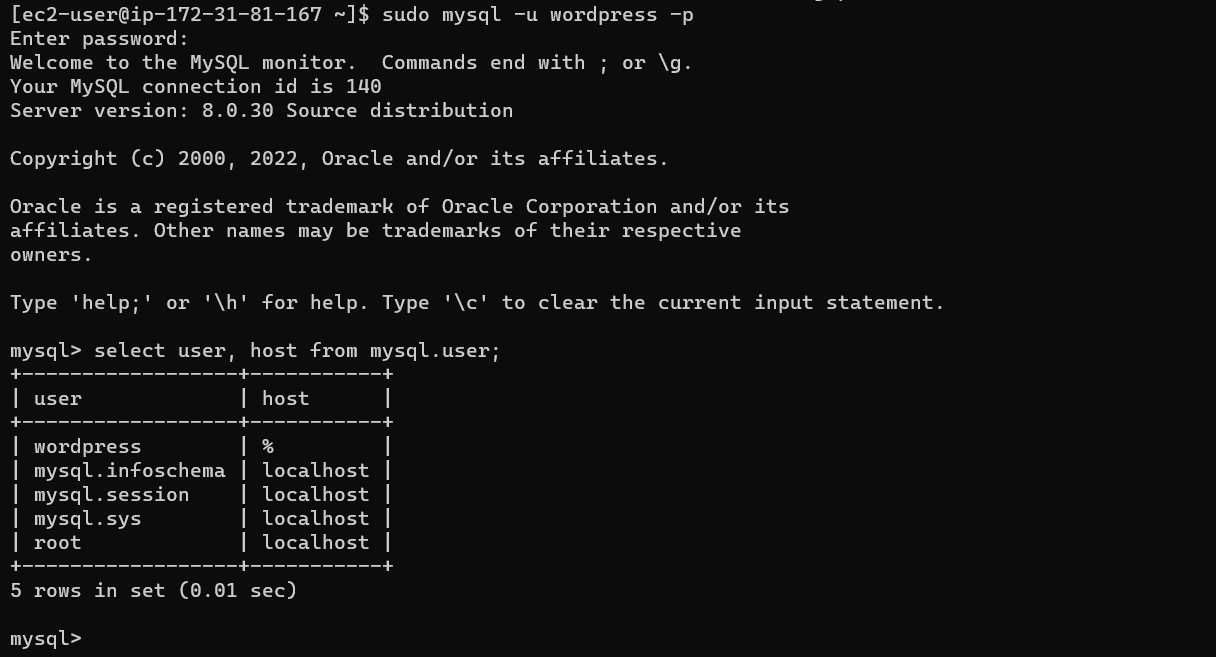 [ec2-user@ip-172-31-81-167 ~]$ sudo mysql -u wordpress -p
Enter password:
Welcome to the MySQL monitor.  Commands end with ; or \g.
Your MySQL connection id is 140
Server version: 8.0.30 Source distribution

Copyright (c) 2000, 2022, Oracle and/or its affiliates.

Oracle is a registered trademark of Oracle Corporation and/or its
affiliates. Other names may be trademarks of their respective
owners.

Type 'help;' or '\h' for help. Type '\c' to clear the current input statement.

mysql> select user, host from mysql.user;
+------------------+-----------+
| user             | host      |
+------------------+-----------+
| wordpress        | %         |
| mysql.infoschema | localhost |
| mysql.session    | localhost |
| mysql.sys        | localhost |
| root             | localhost |
+------------------+-----------+
5 rows in set (0.01 sec)

mysql>